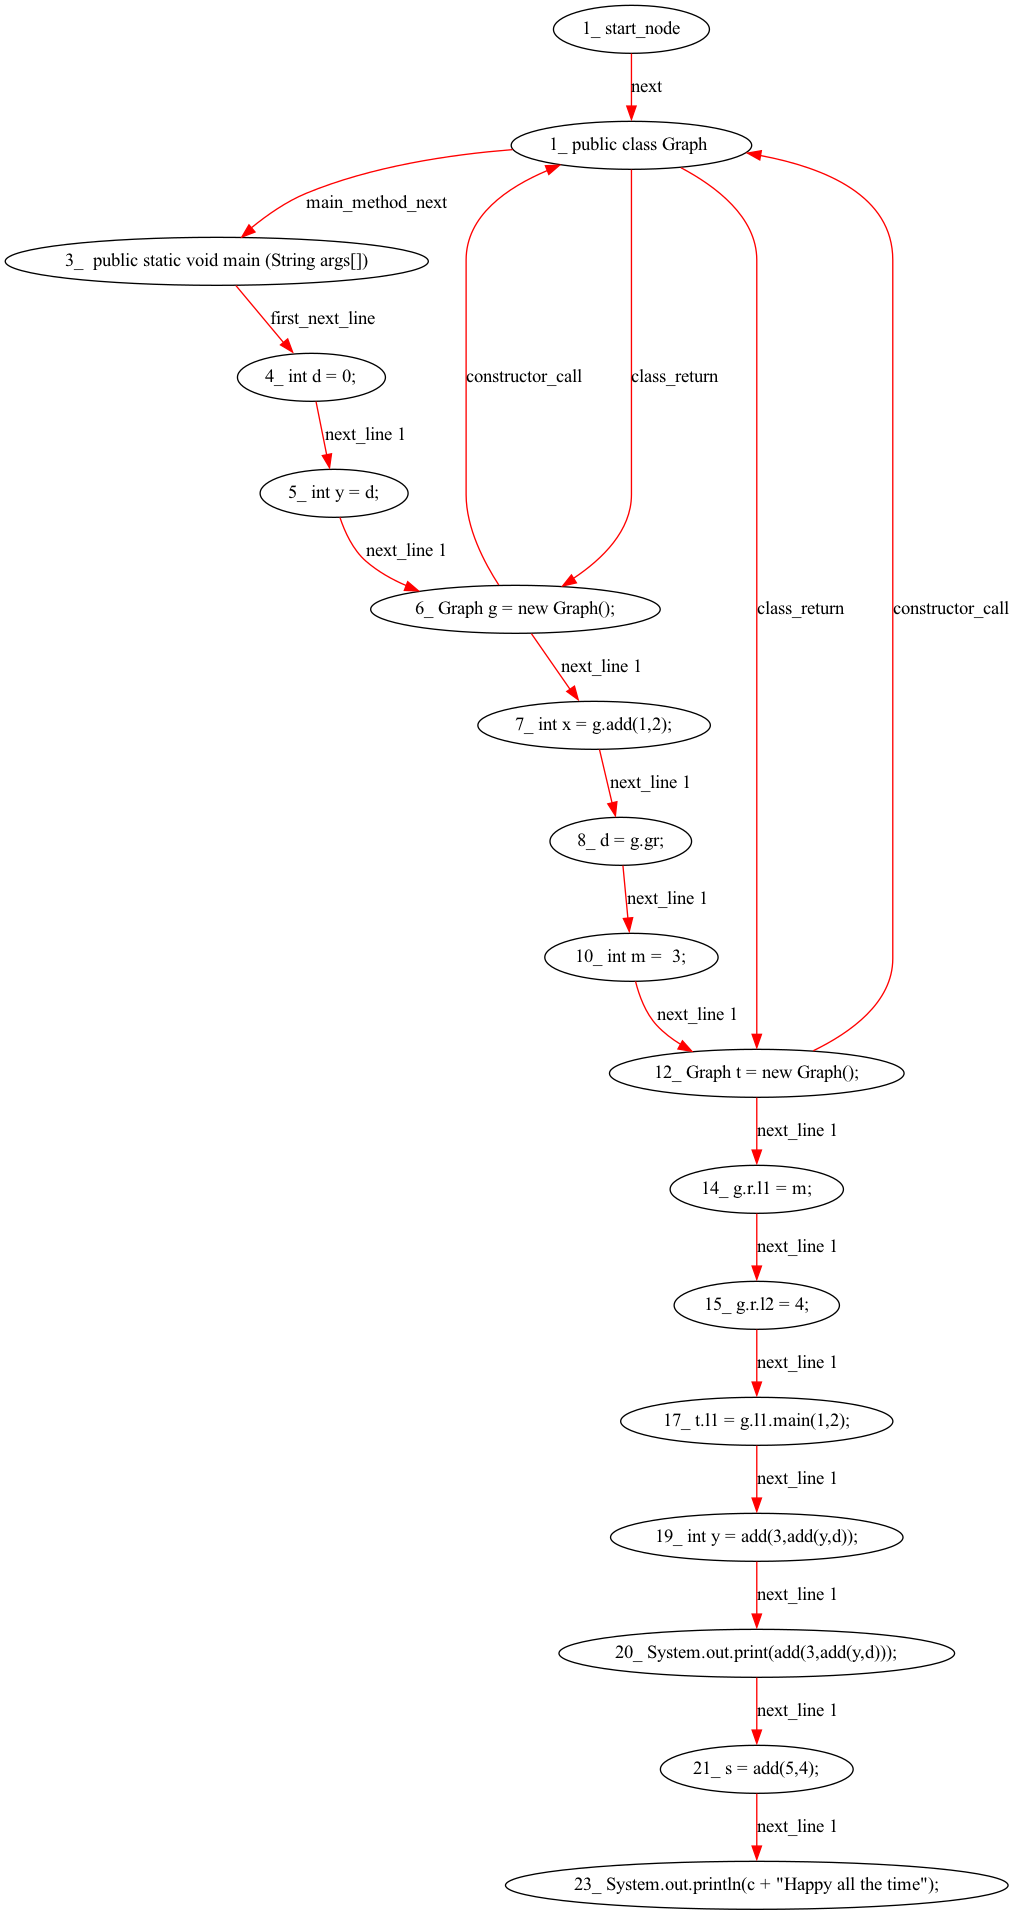 1_ start_node
next
1_ public class Graph
main_method_next
3_  public static void main (String args[])
first_next_line
4_ int d = 0;
constructor_call
class_return
next_line 1
5_ int y = d;
next_line 1
6_ Graph g = new Graph();
class_return
constructor_call
next_line 1
7_ int x = g.add(1,2);
next_line 1
8_ d = g.gr;
next_line 1
10_ int m =  3;
next_line 1
12_ Graph t = new Graph();
next_line 1
14_ g.r.l1 = m;
next_line 1
15_ g.r.l2 = 4;
next_line 1
17_ t.l1 = g.l1.main(1,2);
next_line 1
19_ int y = add(3,add(y,d));
next_line 1
20_ System.out.print(add(3,add(y,d)));
next_line 1
21_ s = add(5,4);
next_line 1
23_ System.out.println(c + "Happy all the time");